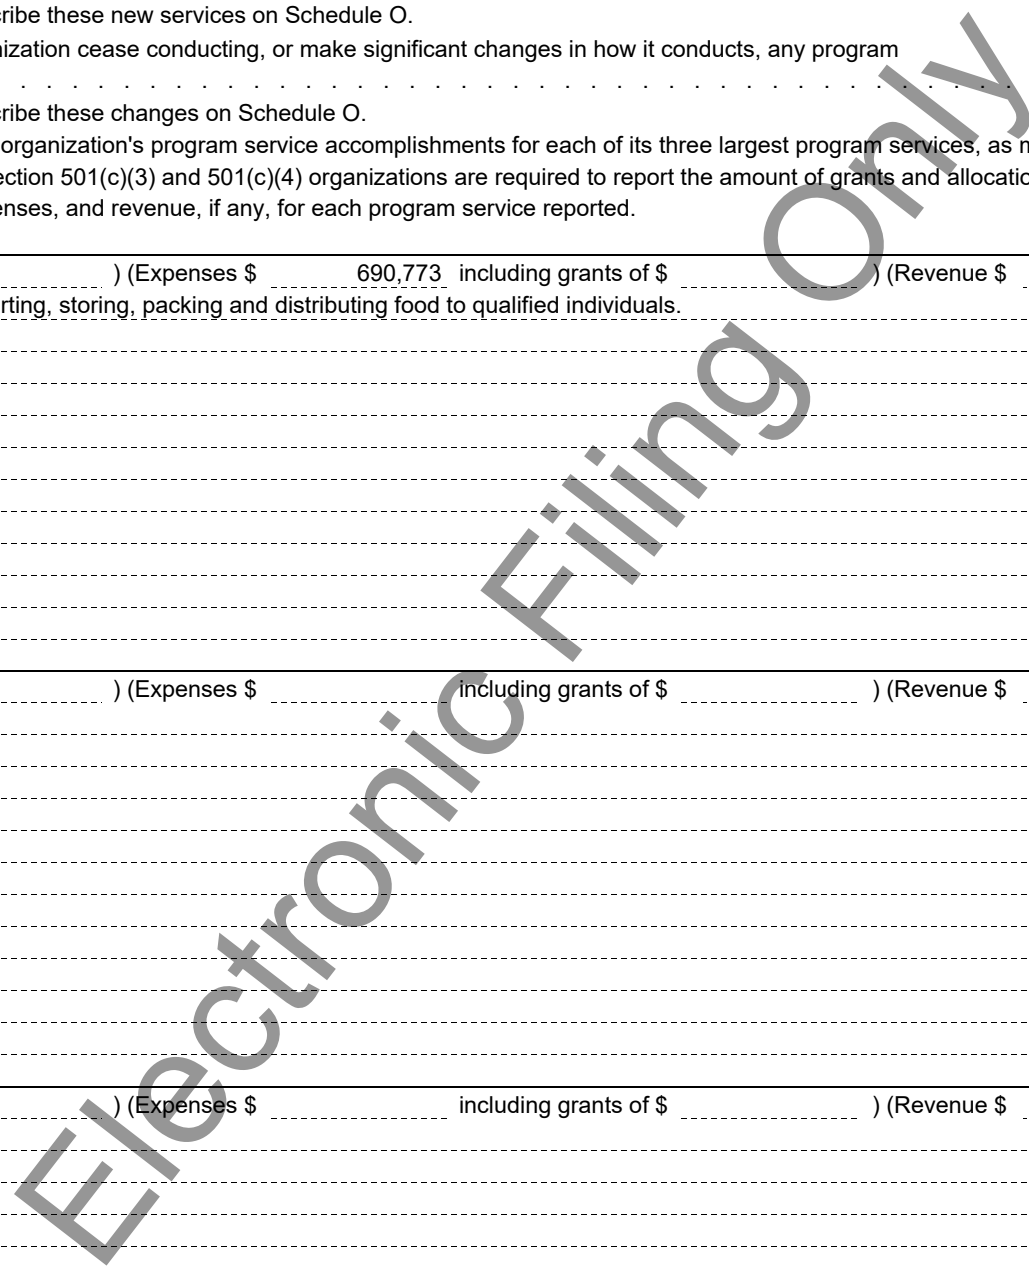 ribe these new services on Schedule O.
ization cease conducting, or make significant changes in how it conducts, any program
. . . . . . . . . . . . . . . . . . . . . . . . . . . . . . . . . . . . . . .
ribe these changes on Schedule O.
organization's program service accomplishments for each of its three largest program services, as m
ection 501(c)(3) and 501(c)(4) organizations are required to report the amount of grants and allocatio
enses, and revenue, if any, for each program service reported.
) (Expenses $ 690,773 including grants of $ ) (Revenue $
rting, storing, packing and distributing food to qualified individuals.
) (Expenses $ including grants of $ ) (Revenue $
) (Expenses $ including grants of $ ) (Revenue $
Electronic Filing Only